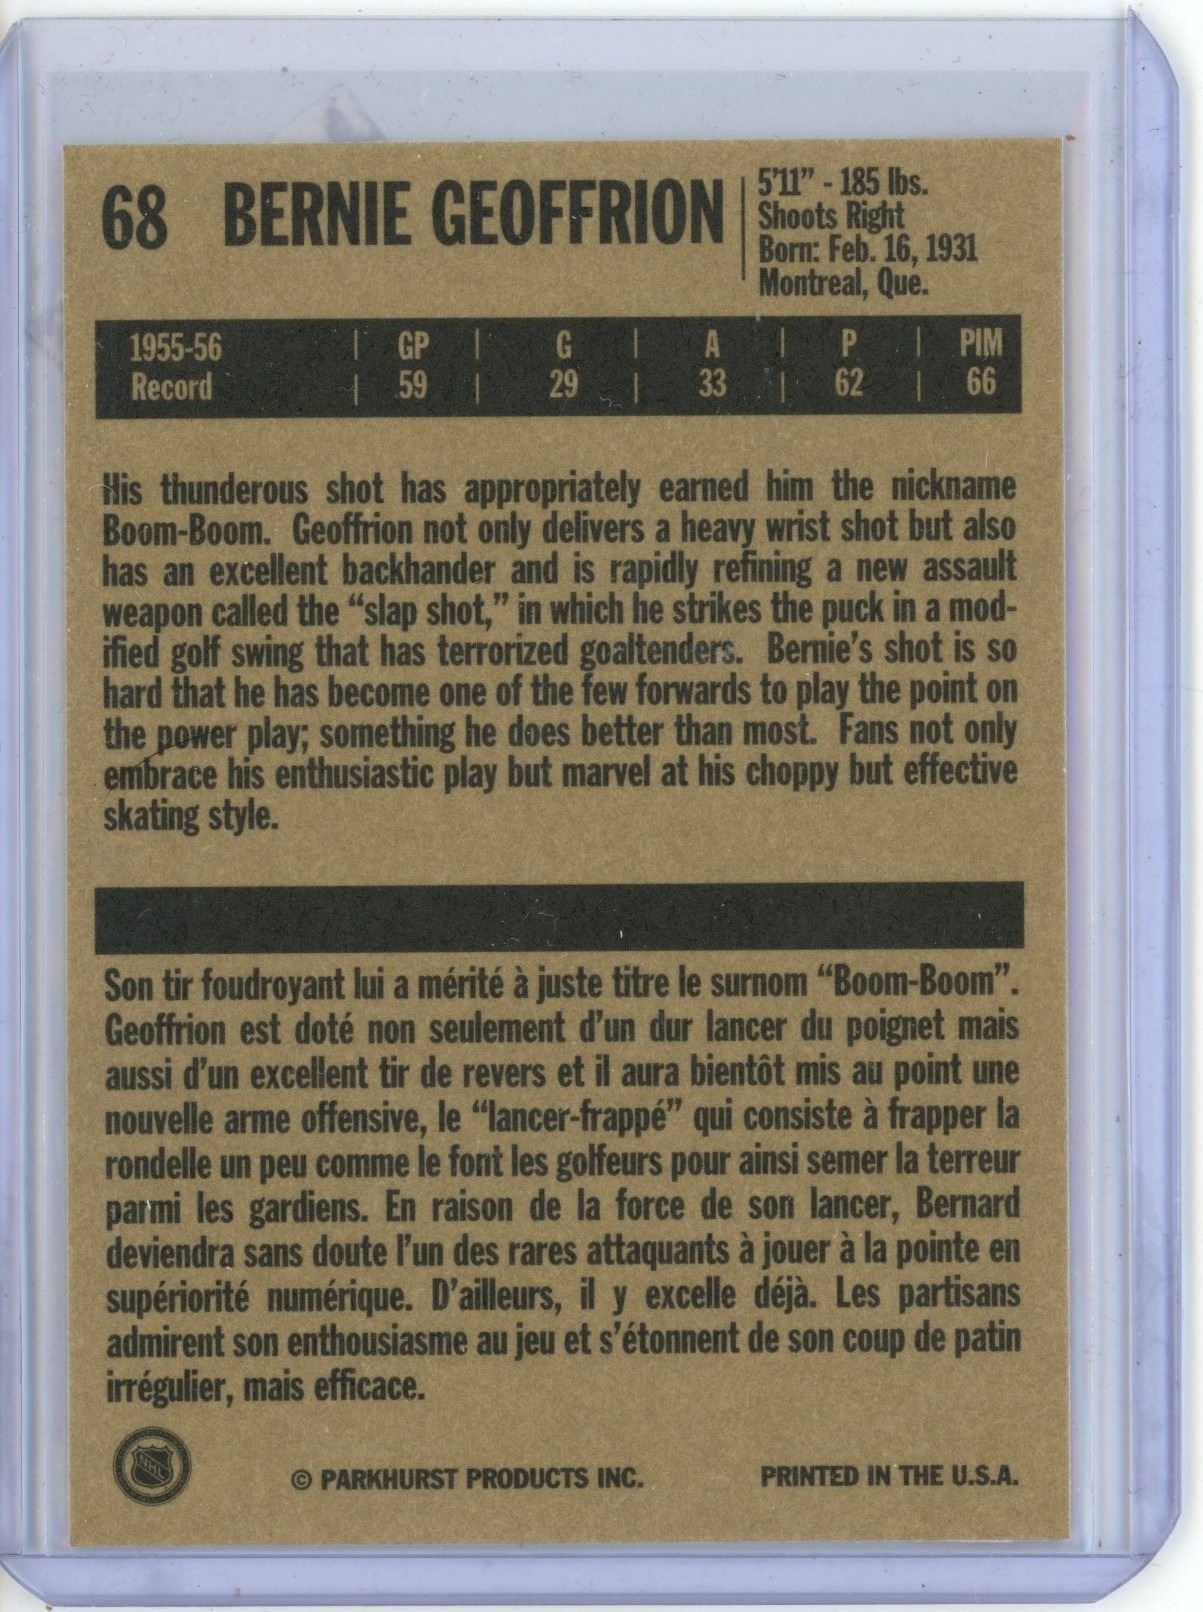 68 BERNIE GEOFFRION
5'11" - 185 lbs.
Shoots Right
Born: Feb. 16, 1931
Montreal, Que.
1955-56 | GP | G | A | P | PIM
Record | 59 | 29 | 33 | 62 | 66
His thunderous shot has appropriately earned him the nickname
Boom-Boom. Geoffrion not only delivers a heavy wrist shot but also
has an excellent backhander and is rapidly refining a new assault
weapon called the “slap shot,” in which he strikes the puck in a mod-
ified golf swing that has terrorized goaltenders. Bernie's shot is so
hard that he has become one of the few forwards to play the point on
the power play; something he does better than most. Fans not only
embrace his enthusiastic play but marvel at his choppy but effective
skating style.
Son tir foudroyant lui a mérité à juste titre le surnom “Boom-Boom”.
Geoffrion est doté non seulement d'un dur lancer du poignet mais
aussi d'un excellent tir de revers et il aura bientôt mis au point une
nouvelle arme offensive, le “lancer-frappé” qui consiste à frapper la
rondelle un peu comme le font les golfeurs pour ainsi semer la terreur
parmi les gardiens. En raison de la force de son lancer, Bernard
deviendra sans doute l'un des rares attaquants à jouer à la pointe en
supériorité numérique. D'ailleurs, il y excelle déjà. Les partisans
admirent son enthousiasme au jeu et s'étonnent de son coup de patin
irrégulier, mais efficace.
NHL
© PARKHURST PRODUCTS INC.
PRINTED IN THE U.S.A.